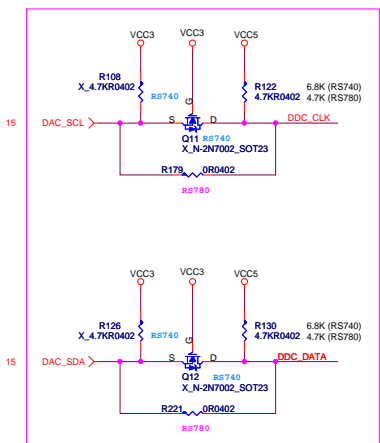 VCC3 VCC3 VCC5
R108
X_4.7KR0402 RS740
R122
4.7KR0402
6.8K (RS740)
4.7K (RS780)
G
15 DAC_SCL S D DDC_CLK
Q11 RS740
X_N-2N7002_SOT23
R179 0R0402
RS780
VCC3 VCC3 VCC5
R126
X_4.7KR0402 RS740
R130
4.7KR0402
6.8K (RS740)
4.7K (RS780)
G
15 DAC_SDA S D DDC_DATA
Q12 RS740
X_N-2N7002_SOT23
R221 0R0402
RS780